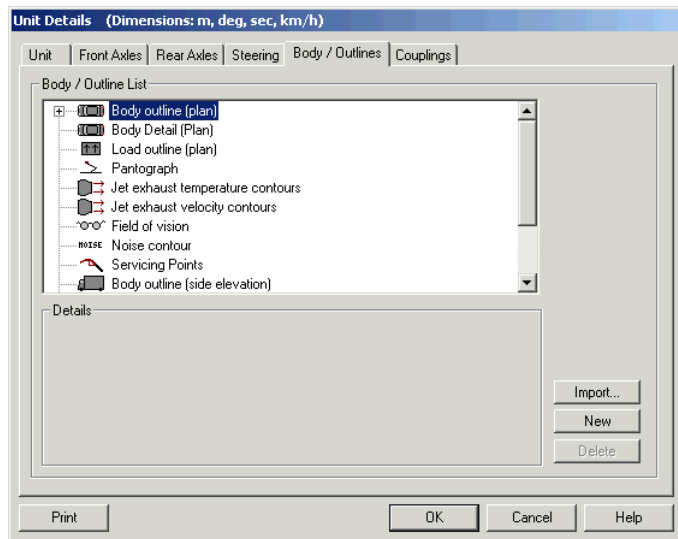 Unit Details (Dimensions: m, deg, sec, km/h)
Unit Front Axles Rear Axles Steering Body / Outlines Couplings
Body / Outline List
Body outline (plan)
Body Detail (Plan)
Load outline (plan)
Pantograph
Jet exhaust temperature contours
Jet exhaust velocity contours
Field of vision
NOISE Noise contour
Servicing Points
Body outline (side elevation)
Details
Import...
New
Delete
Print OK Cancel Help